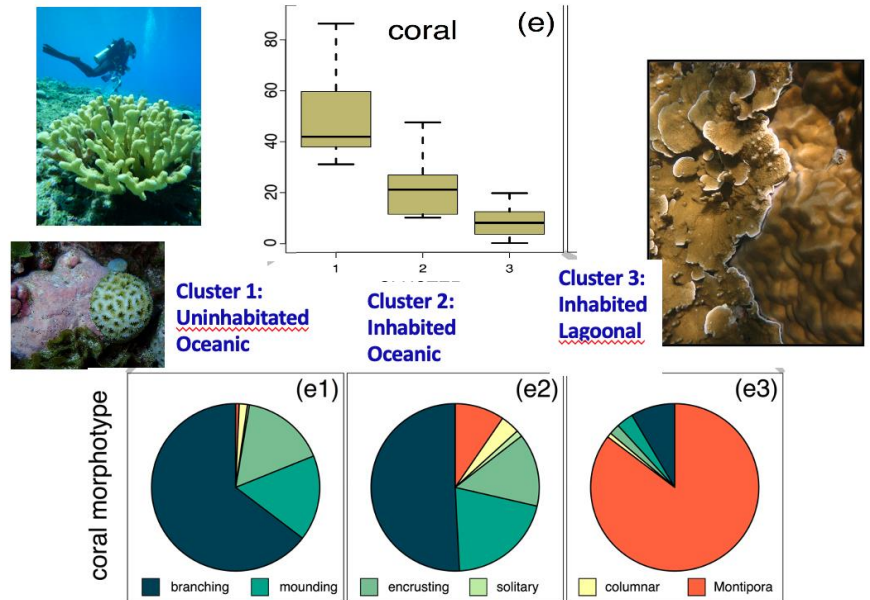 coral
(e)
80
60
40
20
0
1
2
3
Cluster 1:
Uninhabitated
Oceanic
Cluster 2:
Inhabited
Oceanic
Cluster 3:
Inhabited
Lagoonal
coral morphotype
(e1)
(e2)
(e3)
branching
mounding
encrusting
solitary
columnar
Montipora